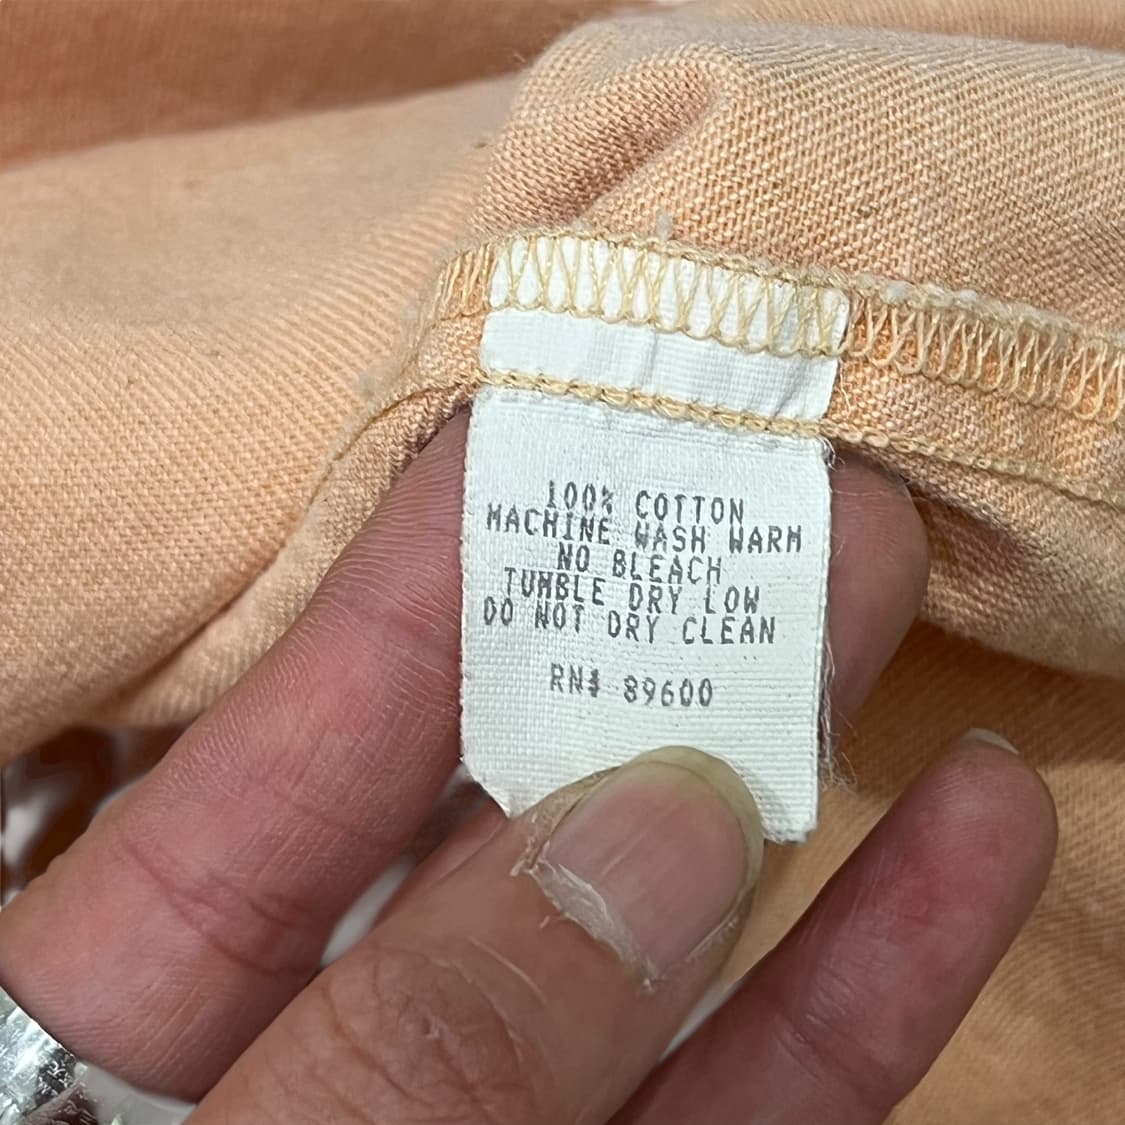 100% COTTON
MACHINE WASH WARM
NO BLEACH
TUMBLE DRY LOW
DO NOT DRY CLEAN
RN# 89600